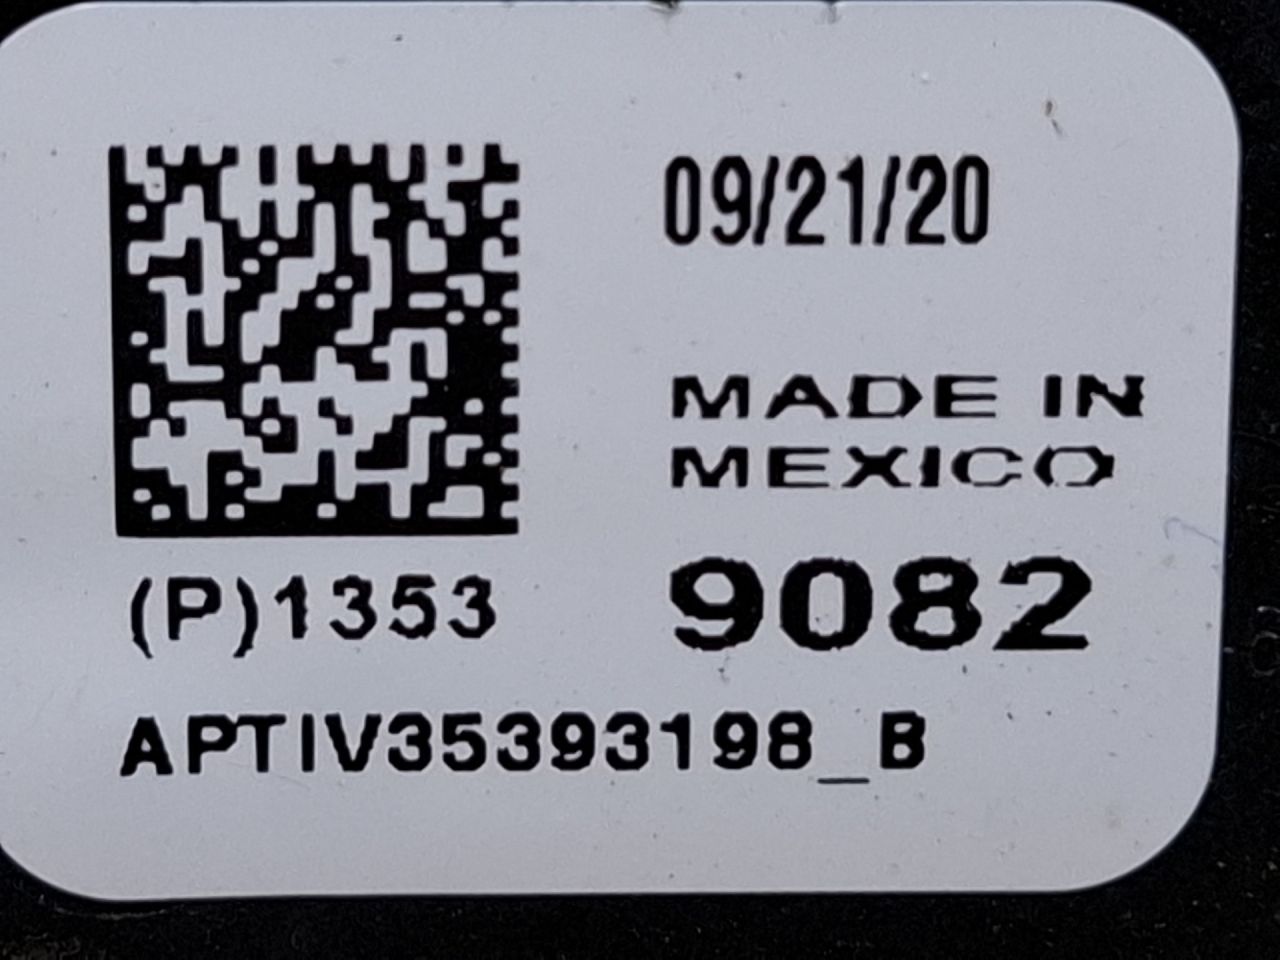 09/21/20
MADE IN
MEXICO
(P)1353
9082
APTIV35393198_B